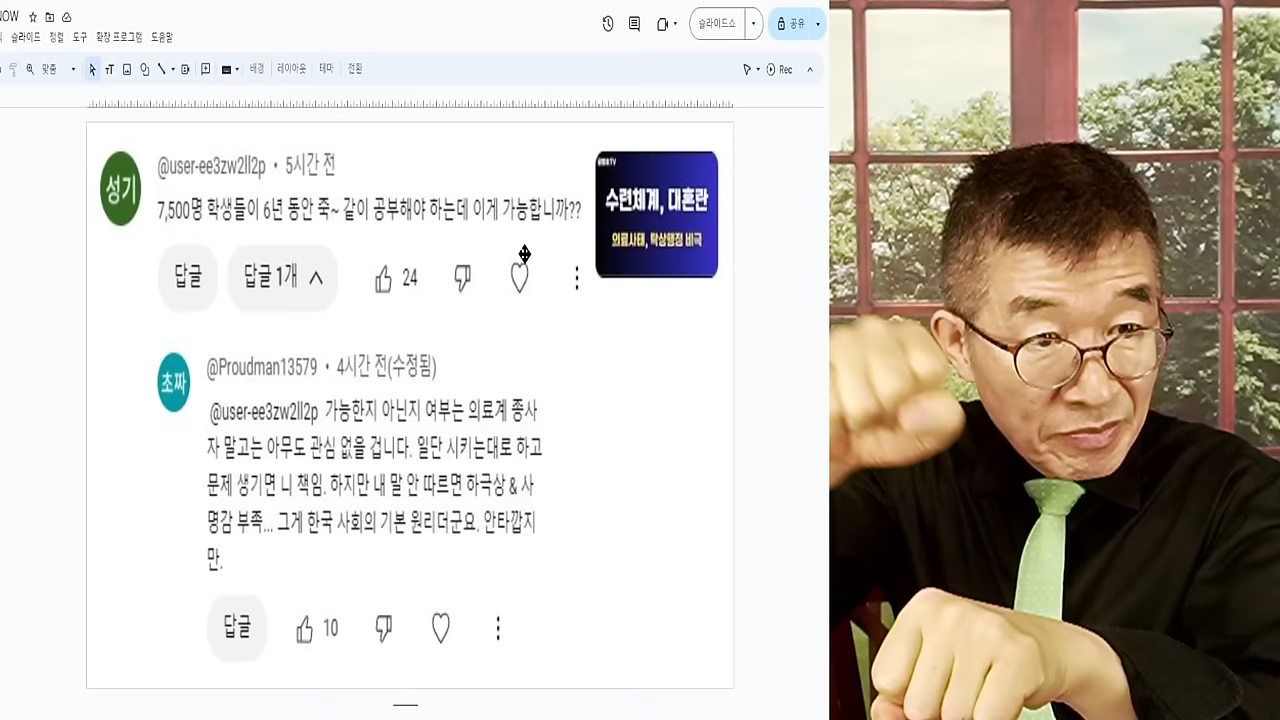 NOW
슬라이드 정렬 도구 확장 프로그램 도움말
슬라이드쇼
공유
맞춤
배경 레이아웃 테마 전환
Rec
성기
@user-ee3zw2ll2p • 5시간 전
7,500명 학생들이 6년 동안 죽~ 같이 공부해야 하는데 이게 가능합니까??
수련체계, 대혼란
의료사태, 탁상행정 비극
답글
답글 1개
24
초짜
@Proudman13579 • 4시간 전(수정됨)
@user-ee3zw2ll2p 가능한지 아닌지 여부는 의료계 종사
자 말고는 아무도 관심 없을 겁니다. 일단 시키는대로 하고
문제 생기면 니 책임. 하지만 내 말 안 따르면 하극상 & 사
명감 부족... 그게 한국 사회의 기본 원리더군요. 안타깝지
만.
답글
10